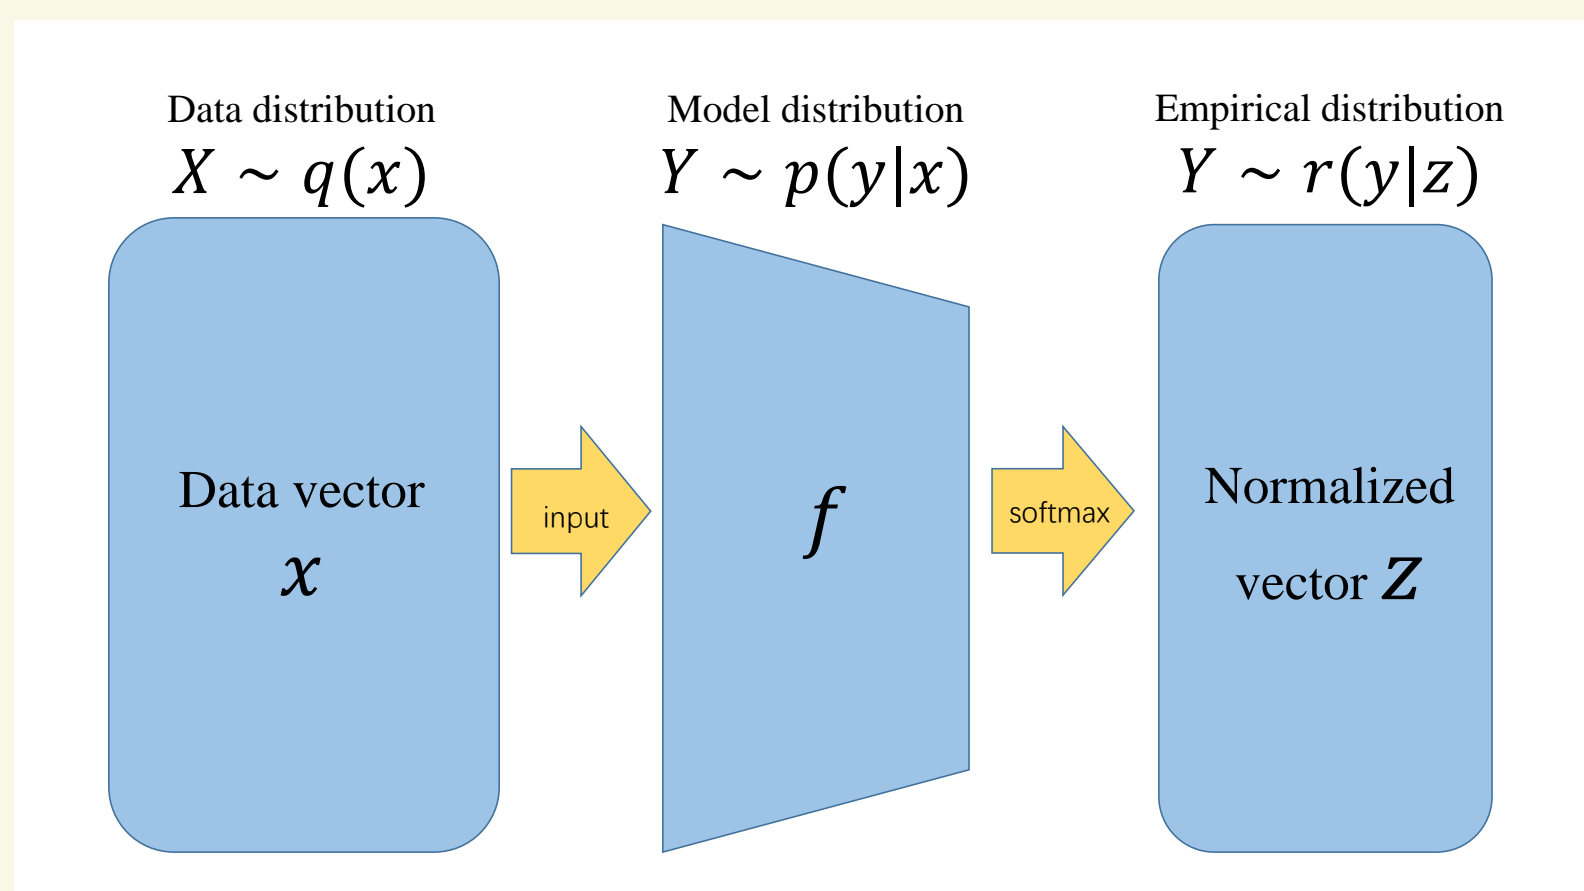 Data distribution
X ~ q(x)
Data vector
x
input
Model distribution
Y ~ p(y|x)
f
softmax
Empirical distribution
Y ~ r(y|z)
Normalized
vector z